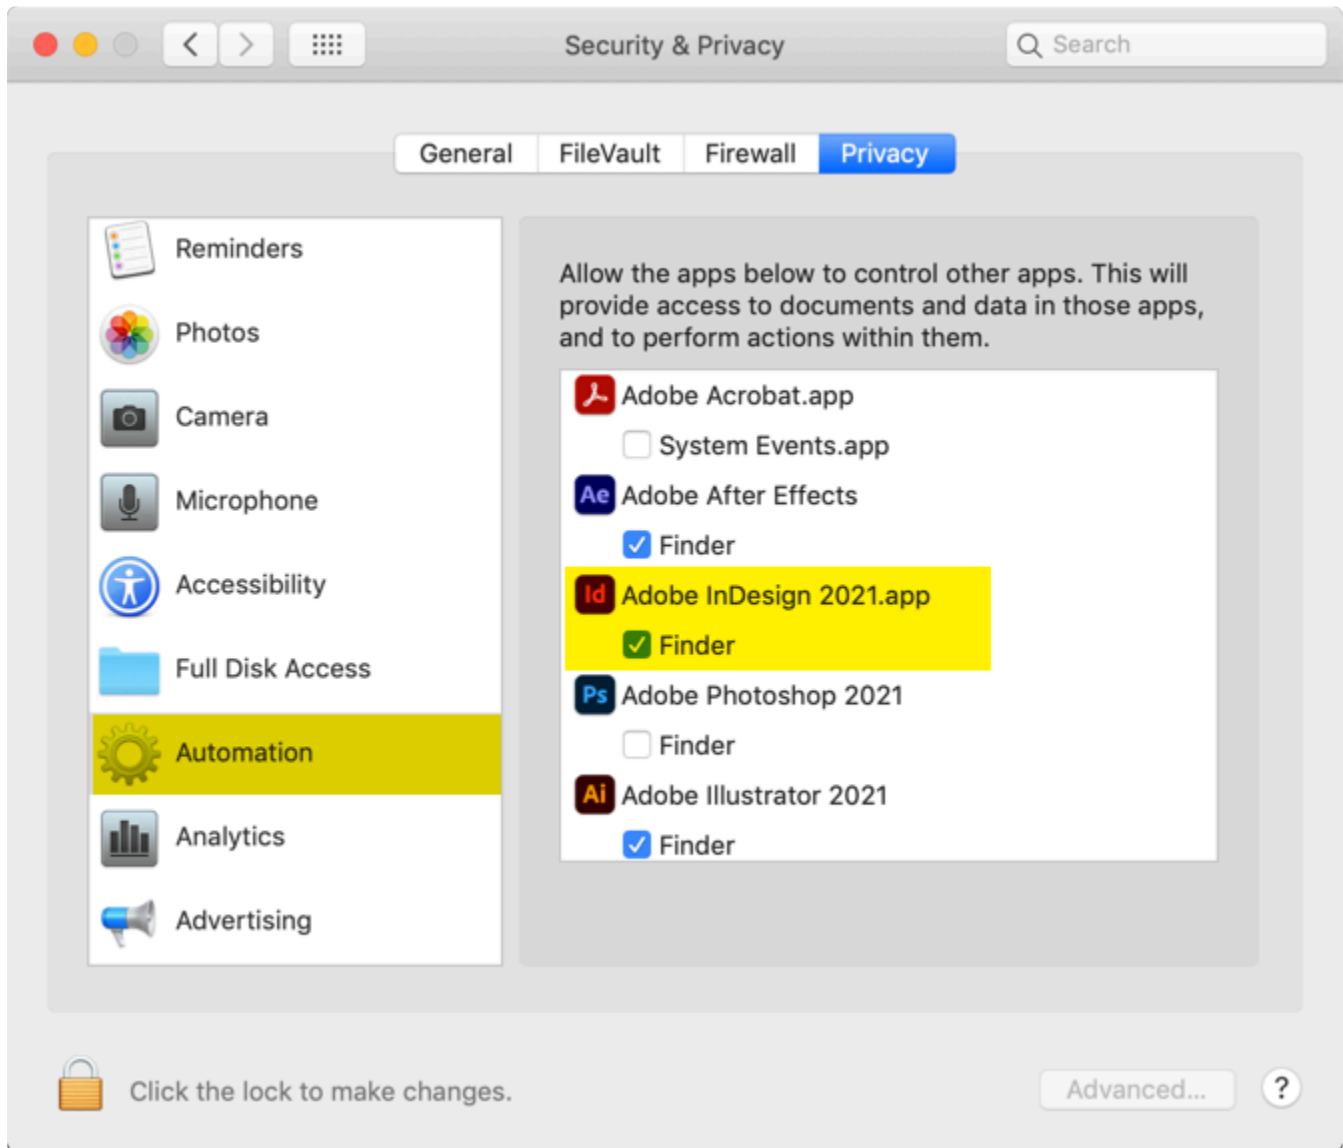 Security & Privacy
Search
General
FileVault
Firewall
Privacy
Reminders
Photos
Camera
Microphone
Accessibility
Full Disk Access
Automation
Analytics
Advertising
Allow the apps below to control other apps. This will
provide access to documents and data in those apps,
and to perform actions within them.
Adobe Acrobat.app
System Events.app
Ae Adobe After Effects
Finder
Id Adobe InDesign 2021.app
Finder
Ps Adobe Photoshop 2021
Finder
Ai Adobe Illustrator 2021
Finder
Click the lock to make changes.
Advanced...
?